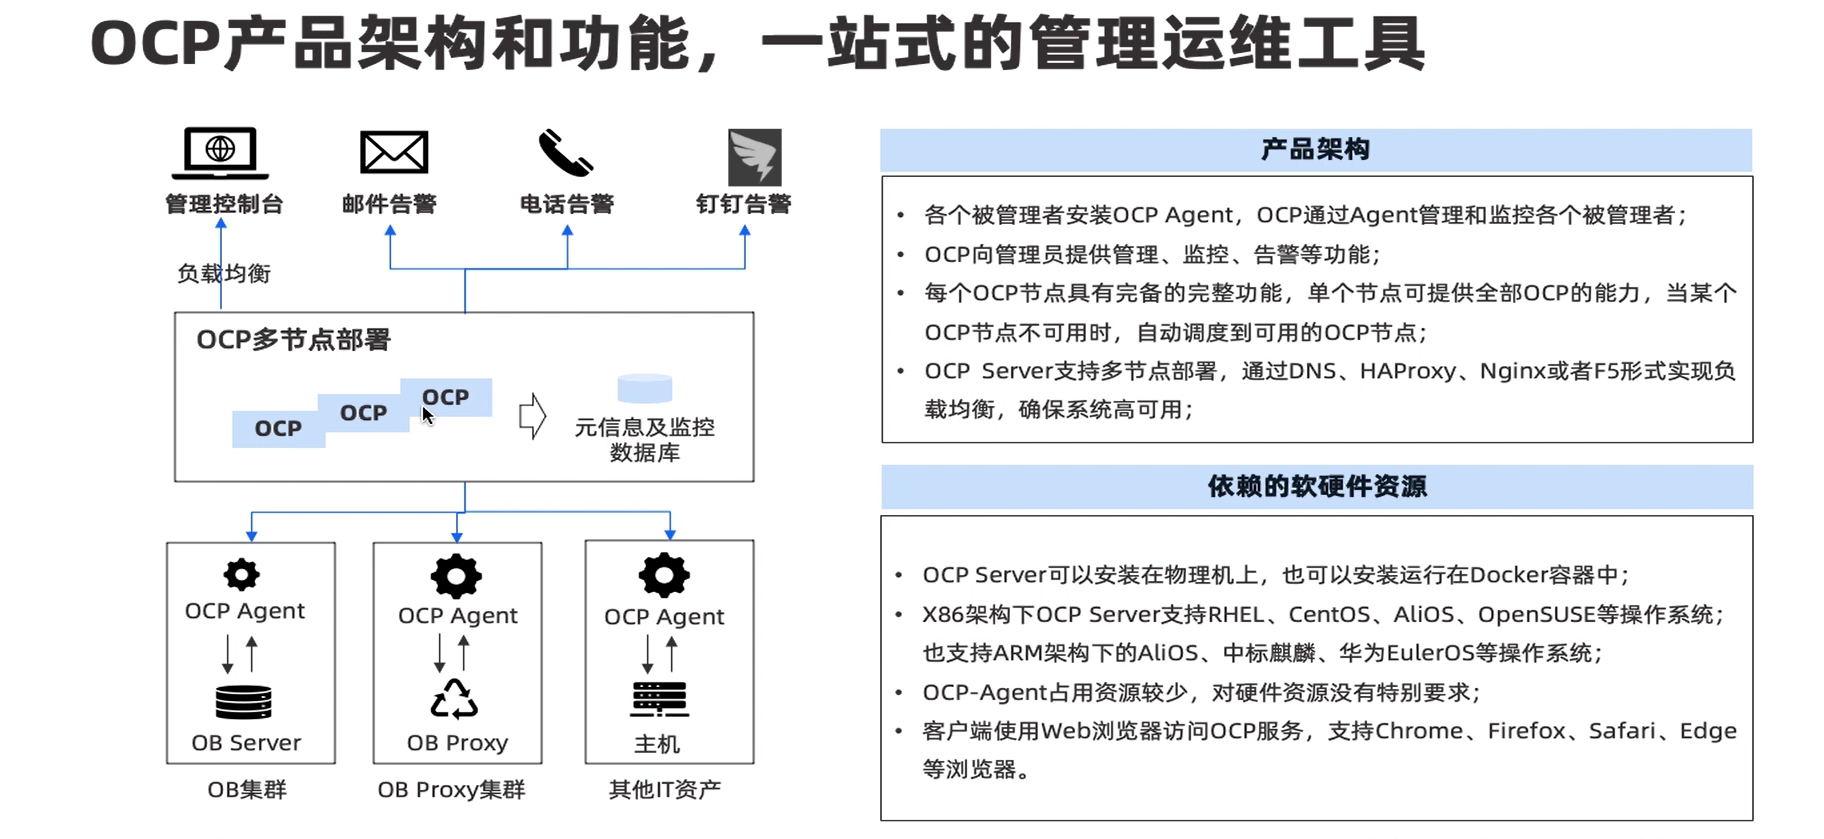 OCP产品架构和功能，一站式的管理运维工具
管理控制台
邮件告警
电话告警
钉钉告警
负载均衡
OCP多节点部署
OCP
OCP
OCP
元信息及监控
数据库
OCP Agent
OB Server
OB集群
OCP Agent
OB Proxy
OB Proxy集群
OCP Agent
主机
其他IT资产
产品架构
• 各个被管理者安装OCP Agent，OCP通过Agent管理和监控各个被管理者；
• OCP向管理员提供管理、监控、告警等功能；
• 每个OCP节点具有完备的完整功能，单个节点可提供全部OCP的能力，当某个
OCP节点不可用时，自动调度到可用的OCP节点；
• OCP Server支持多节点部署，通过DNS、HAProxy、Nginx或者F5形式实现负
载均衡，确保系统高可用；
依赖的软硬件资源
• OCP Server可以安装在物理机上，也可以安装运行在Docker容器中；
• X86架构下OCP Server支持RHEL、CentOS、AliOS、OpenSUSE等操作系统；
也支持ARM架构下的AliOS、中标麒麟、华为EulerOS等操作系统；
• OCP-Agent占用资源较少，对硬件资源没有特别要求；
• 客户端使用Web浏览器访问OCP服务，支持Chrome、Firefox、Safari、Edge
等浏览器。